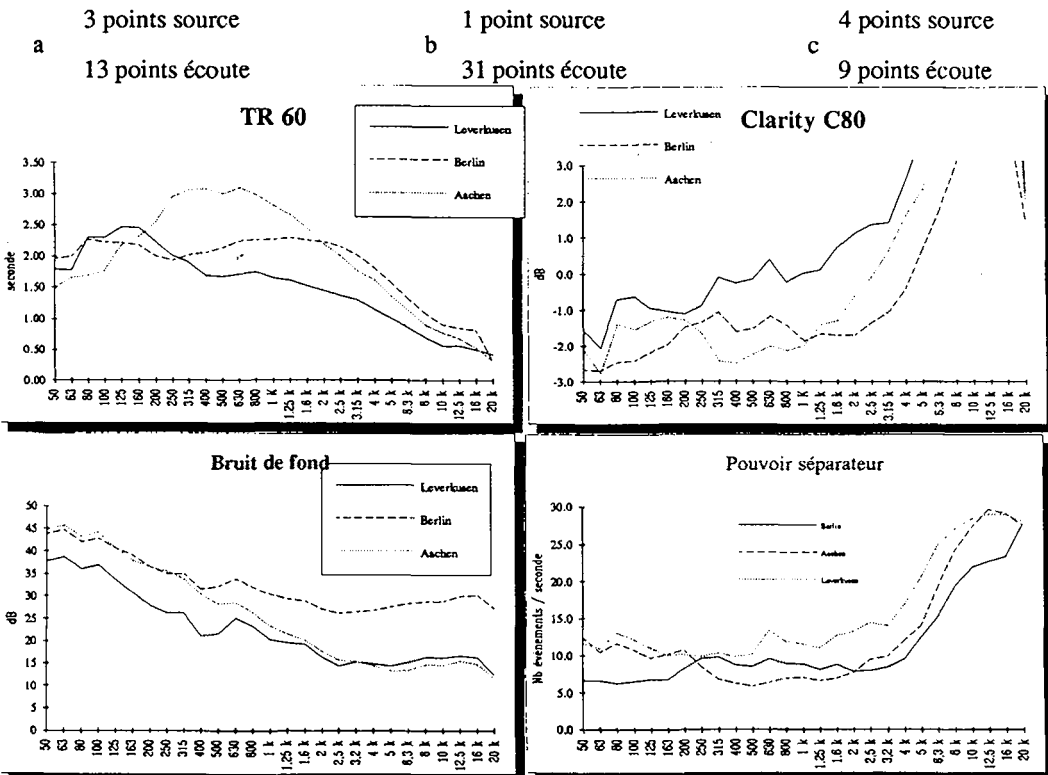 3 points source
1 point source
4 points source
a
b
c
13 points écoute
31 points écoute
9 points écoute
TR 60
Leverkusen
Berlin
Aachen
seconde
3.50
3.00
2.50
2.00
1.50
1.00
0.50
0.00
50 63 80 100 125 160 200 250 315 400 500 630 800 1 k 1.25 k 1.6 k 2 k 2.5 k 3.15 k 4 k 5 k 6.3 k 8 k 10 k 12.5 k 16 k 20 k
Clarity C80
Leverkusen
Berlin
Aachen
dB
3.0
2.0
1.0
0.0
-1.0
-2.0
-3.0
50 63 80 100 125 160 200 250 315 400 500 630 800 1 k 1.25 k 1.6 k 2 k 2.5 k 3.15 k 4 k 5 k 6.3 k 8 k 10 k 12.5 k 16 k 20 k
Bruit de fond
Leverkusen
Berlin
Aachen
dB
50
45
40
35
30
25
20
15
10
5
0
50 63 80 100 125 163 200 250 315 400 500 630 800 1 k 1.25 k 1.6 k 2 k 2.5 k 3.2 k 4 k 5 k 6.3 k 8 k 10 k 12.5 k 16 k 20 k
Pouvoir séparateur
Berlin
Aachen
Leverkusen
Nb évenements / seconde
30.0
25.0
20.0
15.0
10.0
5.0
0.0
50 63 80 100 125 160 200 250 315 400 500 630 800 1 k 1.25 k 1.6 k 2 k 2.5 k 3.2 k 4 k 5 k 6.3 k 8 k 10 k 12.5 k 16 k 20 k